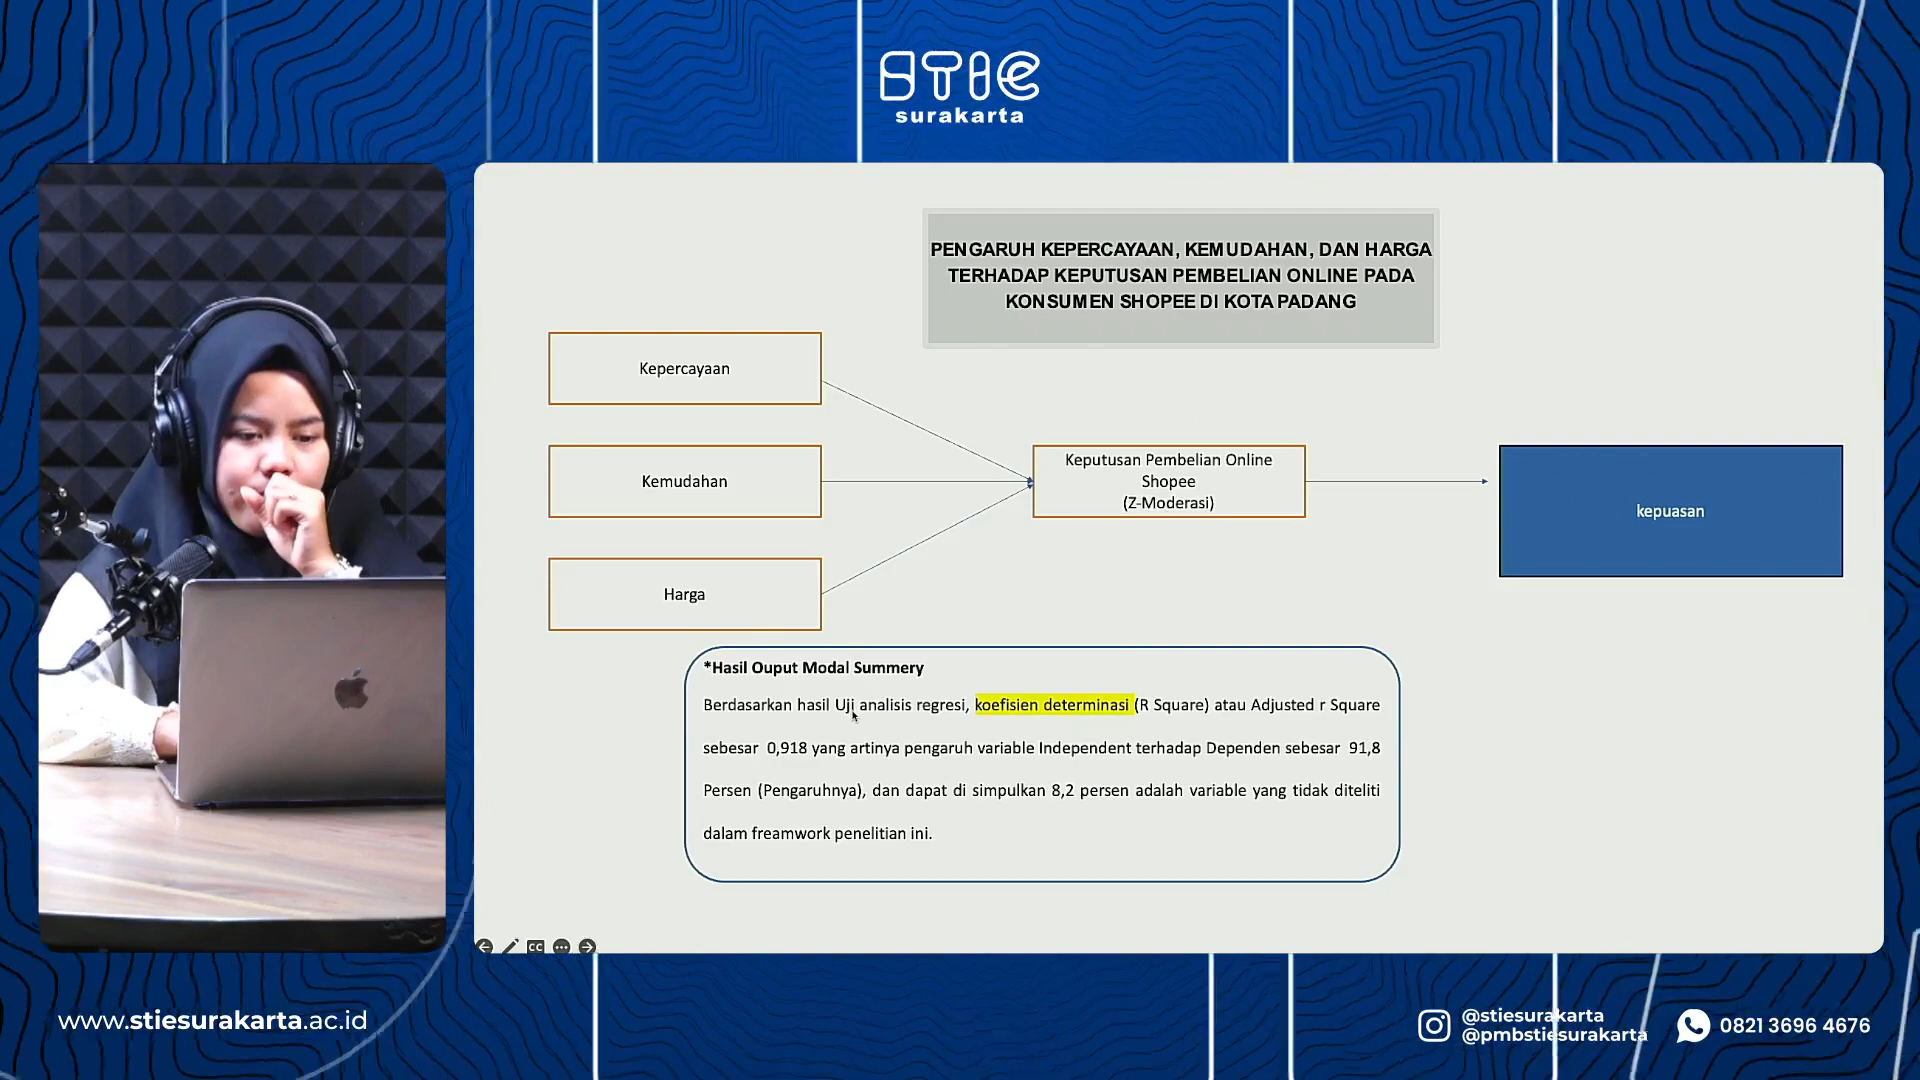 STIE
surakarta
PENGARUH KEPERCAYAAN, KEMUDAHAN, DAN HARGA
TERHADAP KEPUTUSAN PEMBELIAN ONLINE PADA
KONSUMEN SHOPEE DI KOTA PADANG
Kepercayaan
Kemudahan
Harga
Keputusan Pembelian Online
Shopee
(Z-Moderasi)
kepuasan
*Hasil Ouput Modal Summery
Berdasarkan hasil Uji analisis regresi, koefisien determinasi (R Square) atau Adjusted r Square
sebesar 0,918 yang artinya pengaruh variable Independent terhadap Dependen sebesar 91,8
Persen (Pengaruhnya), dan dapat di simpulkan 8,2 persen adalah variable yang tidak diteliti
dalam freamwork penelitian ini.
CC
www.stiesurakarta.ac.id
@stiesurakarta
@pmbstiesurakarta
0821 3696 4676